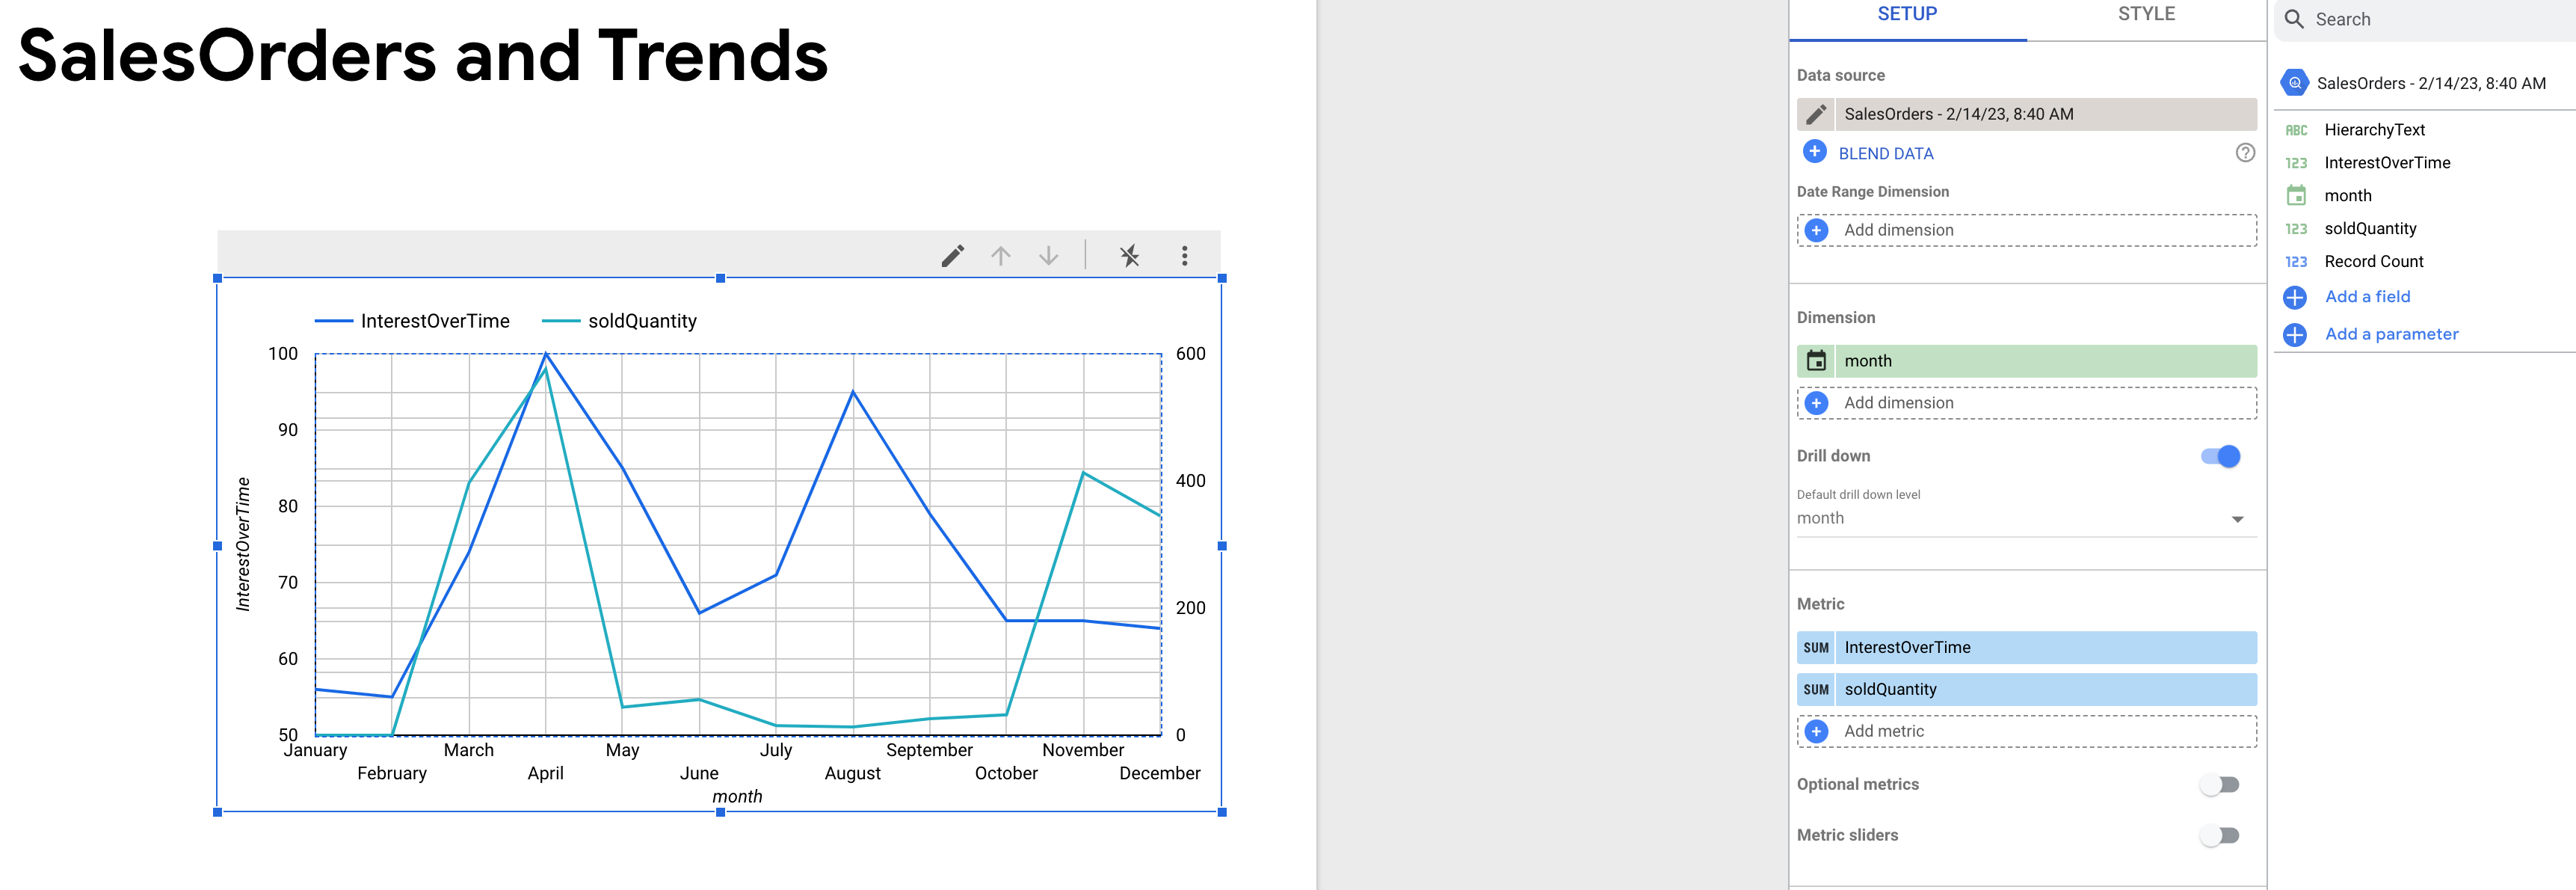 SalesOrders and Trends
InterestOverTime
soldQuantity
100
90
80
70
60
50
600
400
200
0
InterestOverTime
January
February
March
April
May
June
July
August
September
October
November
December
month
SETUP
STYLE
Data source
SalesOrders - 2/14/23, 8:40 AM
BLEND DATA
Date Range Dimension
Add dimension
Dimension
month
Add dimension
Drill down
Default drill down level
month
Metric
SUM InterestOverTime
SUM soldQuantity
Add metric
Optional metrics
Metric sliders
Search
SalesOrders - 2/14/23, 8:40 AM
ABC HierarchyText
123 InterestOverTime
month
123 soldQuantity
123 Record Count
Add a field
Add a parameter